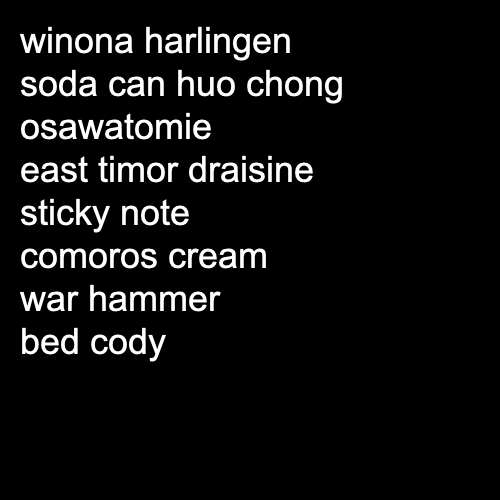 winona harlingen
soda can huo chong
osawatomie
east timor draisine
sticky note
comoros cream
war hammer
bed cody